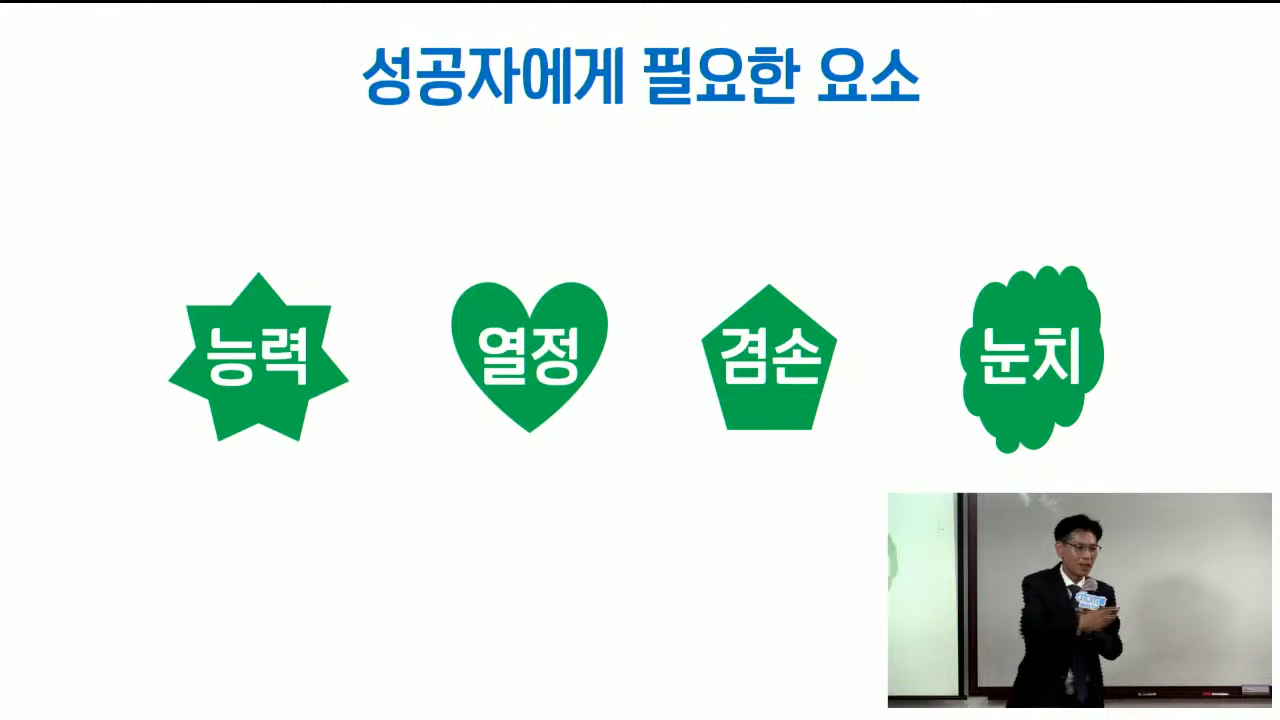 성공자에게 필요한 요소
능력
열정
겸손
눈치